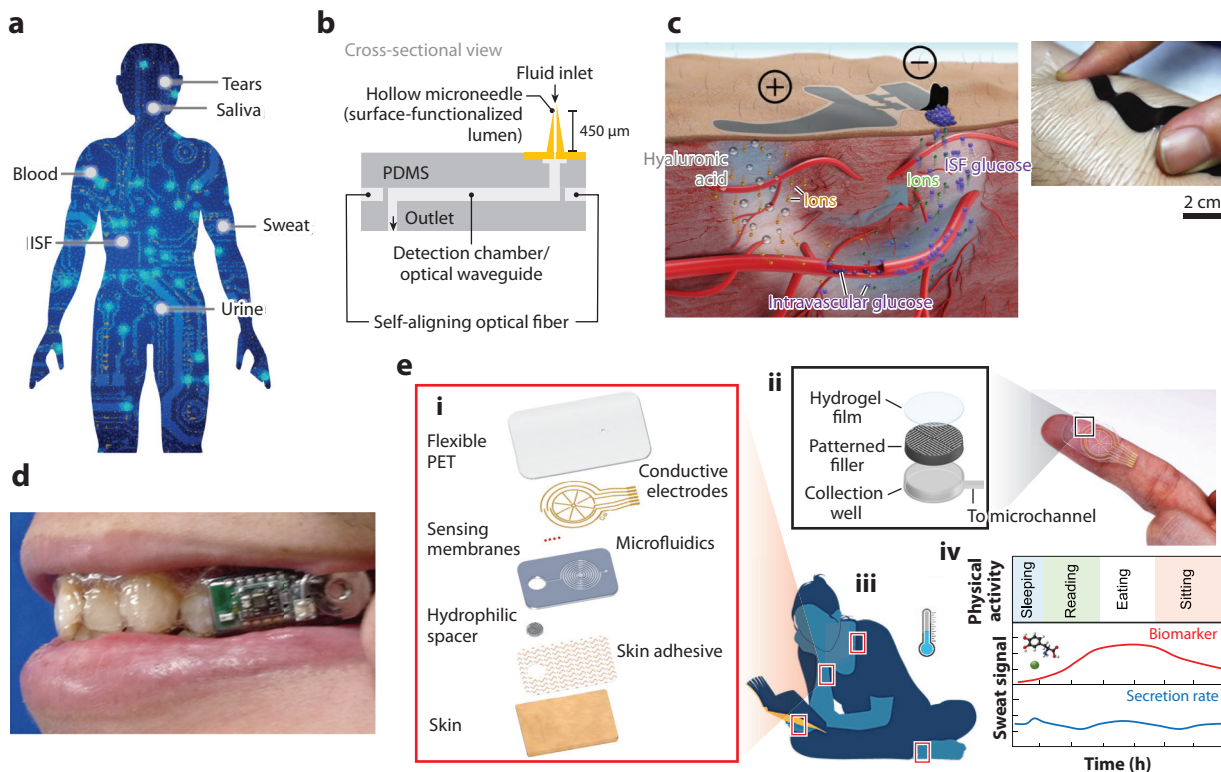 a
Tears
Saliva
Blood
Sweat
ISF
Urine
b
Cross-sectional view
Fluid inlet
Hollow microneedle
(surface-functionalized
lumen)
450 µm
PDMS
Outlet
Detection chamber/
optical waveguide
Self-aligning optical fiber
c
+
−
Hyaluronic
acid
Ions
Ions
ISF glucose
Intravascular glucose
2 cm
d
e
i
Flexible
PET
Conductive
electrodes
Sensing
membranes
Microfluidics
Hydrophilic
spacer
Skin adhesive
Skin
ii
Hydrogel
film
Patterned
filler
Collection
well
To microchannel
iii
iv
Physical
activity
Sleeping
Reading
Eating
Sitting
Sweat signal
Biomarker
Secretion rate
Time (h)